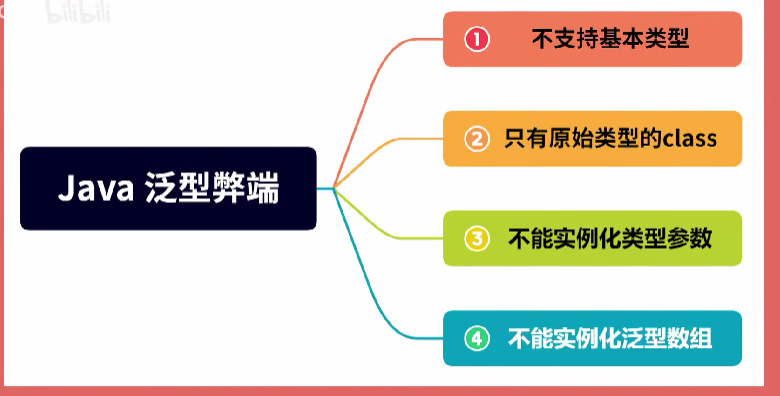 bilibili
Java 泛型弊端
① 不支持基本类型
② 只有原始类型的class
③ 不能实例化类型参数
④ 不能实例化泛型数组